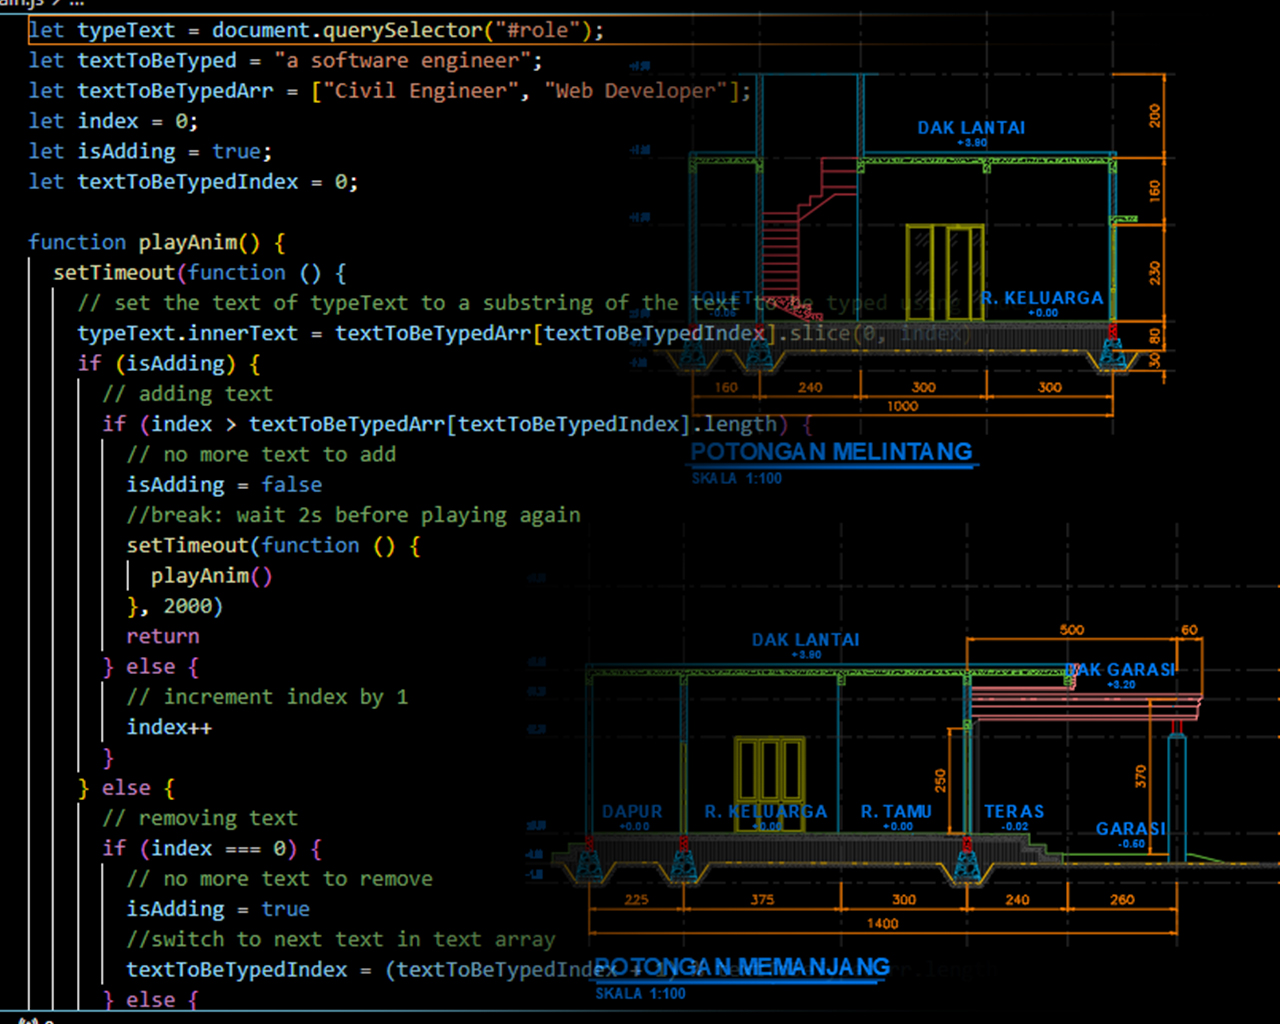 let typeText = document.querySelector("#role");
let textToBeTyped = "a software engineer";
let textToBeTypedArr = ["Civil Engineer", "Web Developer"];
let index = 0;
let isAdding = true;
let textToBeTypedIndex = 0;
function playAnim() {
setTimeout(function () {
// set the text of typeText to a substring of the text to be typed
typeText.innerText = textToBeTypedArr[textToBeTypedIndex].slice(0, index)
if (isAdding) {
// adding text
if (index > textToBeTypedArr[textToBeTypedIndex].length) {
// no more text to add
isAdding = false
//break: wait 2s before playing again
setTimeout(function () {
playAnim()
}, 2000)
return
} else {
// increment index by 1
index++
}
} else {
// removing text
if (index === 0) {
// no more text to remove
isAdding = true
//switch to next text in text array
textToBeTypedIndex = (textToBeTypedIndex + 1)
} else {
DAK LANTAI
+3.90
200
160
230
80
30
TOILET
-0.06
R. KELUARGA
+0.00
160 240 300 300
1000
POTONGAN MELINTANG
SKALA 1:100
500 60
DAK LANTAI
+3.90
DAK GARASI
+3.20
250
370
DAPUR
+0.00
R. KELUARGA
+0.00
R. TAMU
+0.00
TERAS
-0.02
GARASI
-0.60
225 375 300 240 260
1400
POTONGAN MEMANJANG
SKALA 1:100